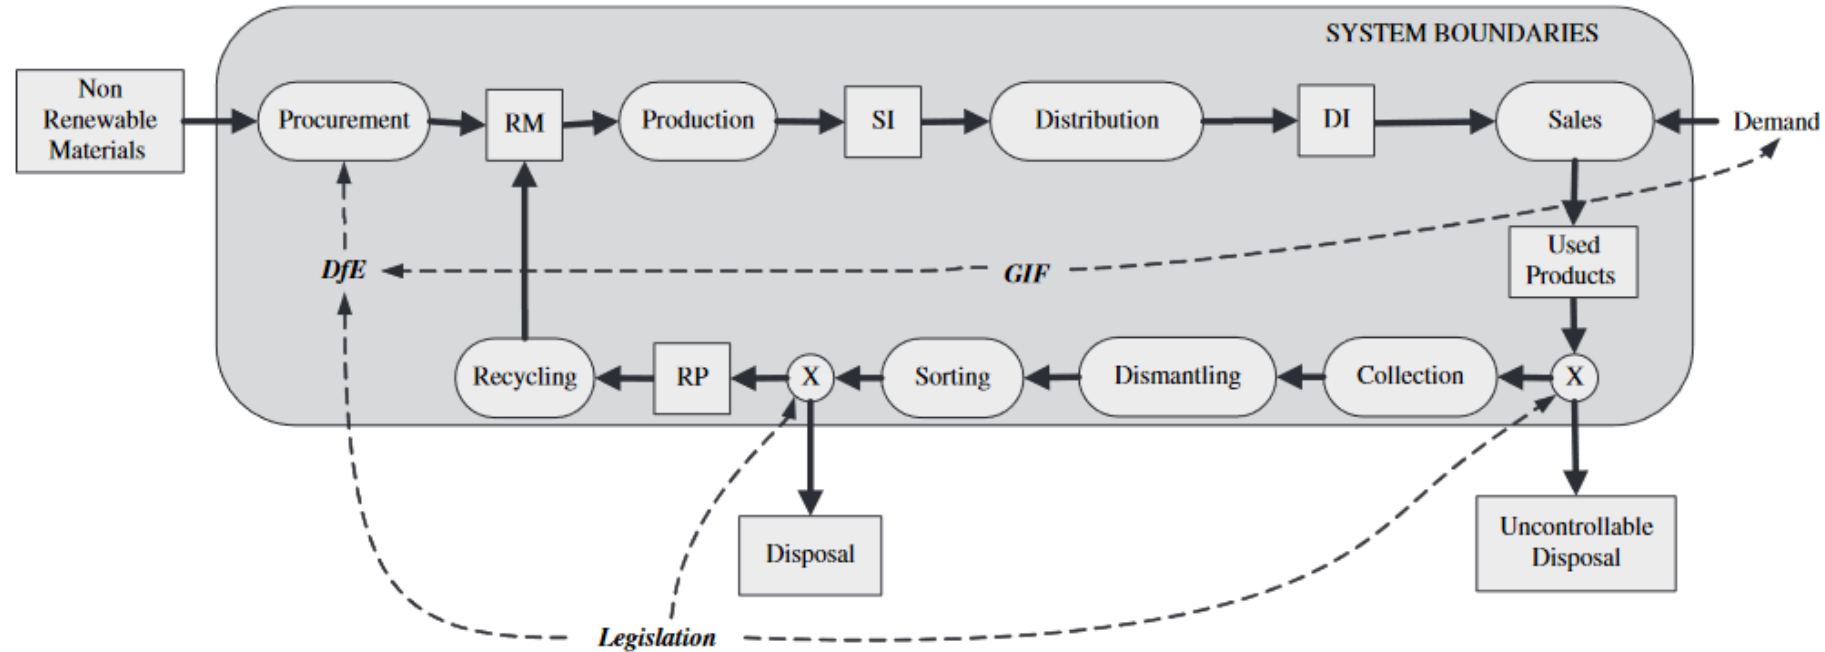 SYSTEM BOUNDARIES
Non
Renewable
Materials
Procurement
RM
Production
SI
Distribution
DI
Sales
Demand
DfE
GIF
Used
Products
Recycling
RP
X
Sorting
Dismantling
Collection
X
Disposal
Uncontrollable
Disposal
Legislation